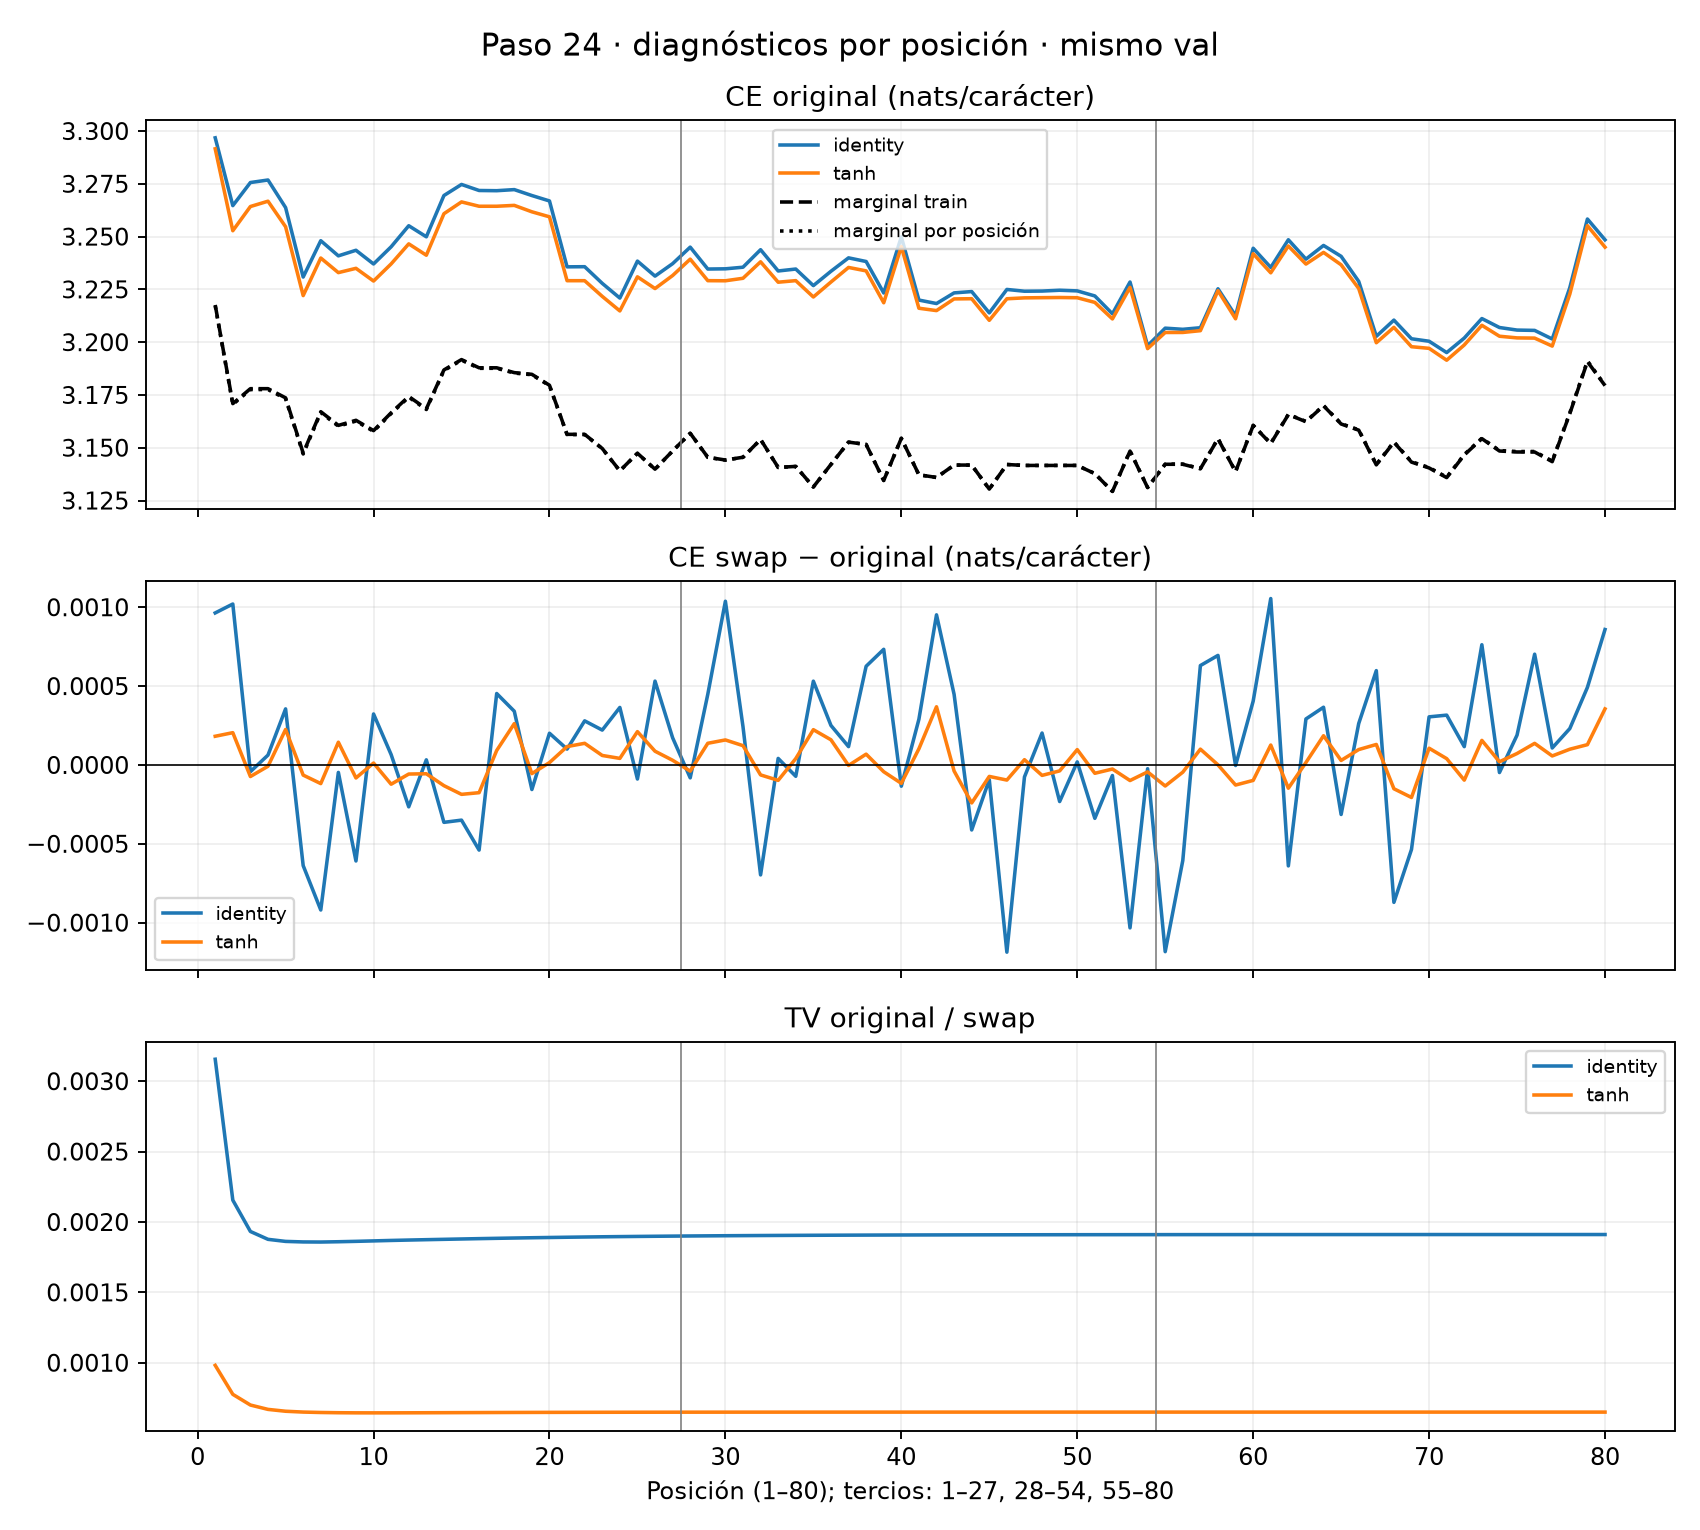 Paso 24 · diagnósticos por posición · mismo val
CE original (nats/carácter)
3.300
3.275
3.250
3.225
3.200
3.175
3.150
3.125
identity
tanh
marginal train
marginal por posición
CE swap − original (nats/carácter)
0.0010
0.0005
0.0000
−0.0005
−0.0010
identity
tanh
TV original / swap
0.0030
0.0025
0.0020
0.0015
0.0010
identity
tanh
0 10 20 30 40 50 60 70 80
Posición (1–80); tercios: 1–27, 28–54, 55–80